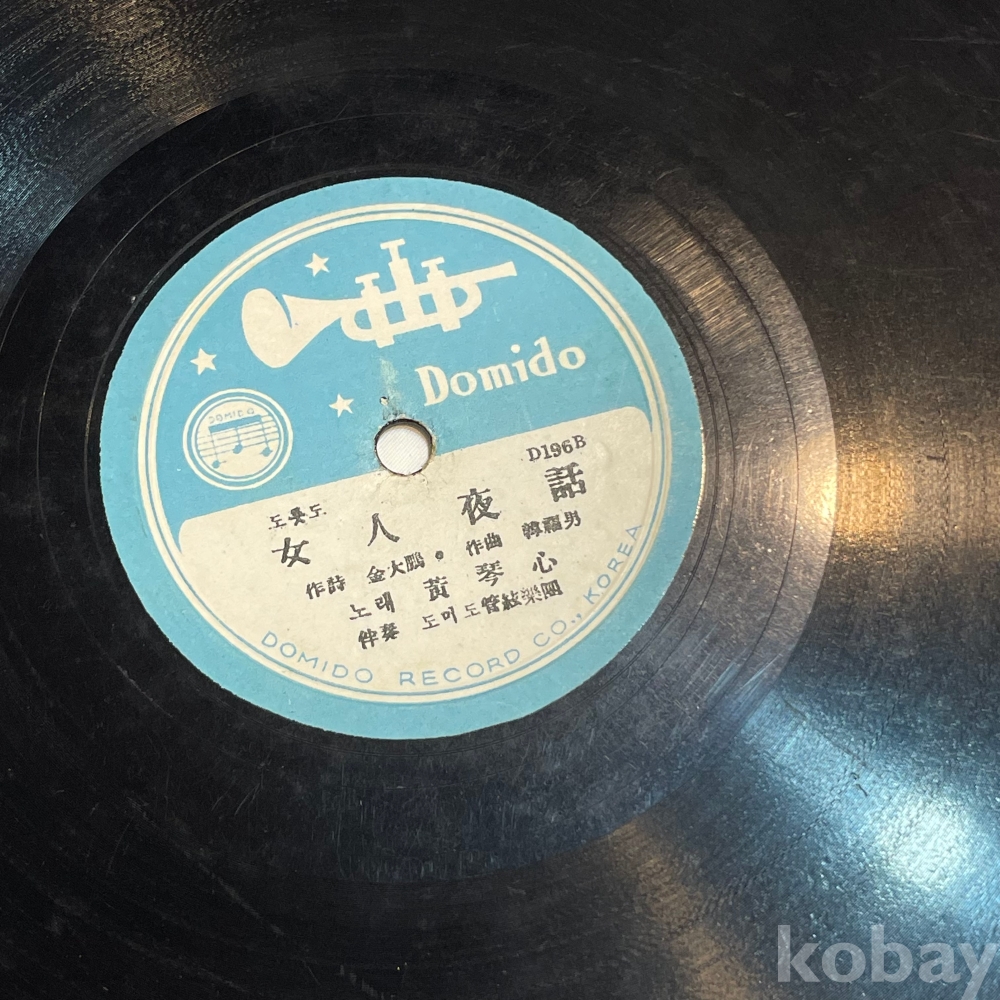 Domido
DOMIDO
D196B
도롯도
女人夜話
作詩 金大鵬 • 作曲 韓福男
노래 黃琴心
伴奏 도미도管絃樂團
DOMIDO RECORD CO., KOREA
kobay